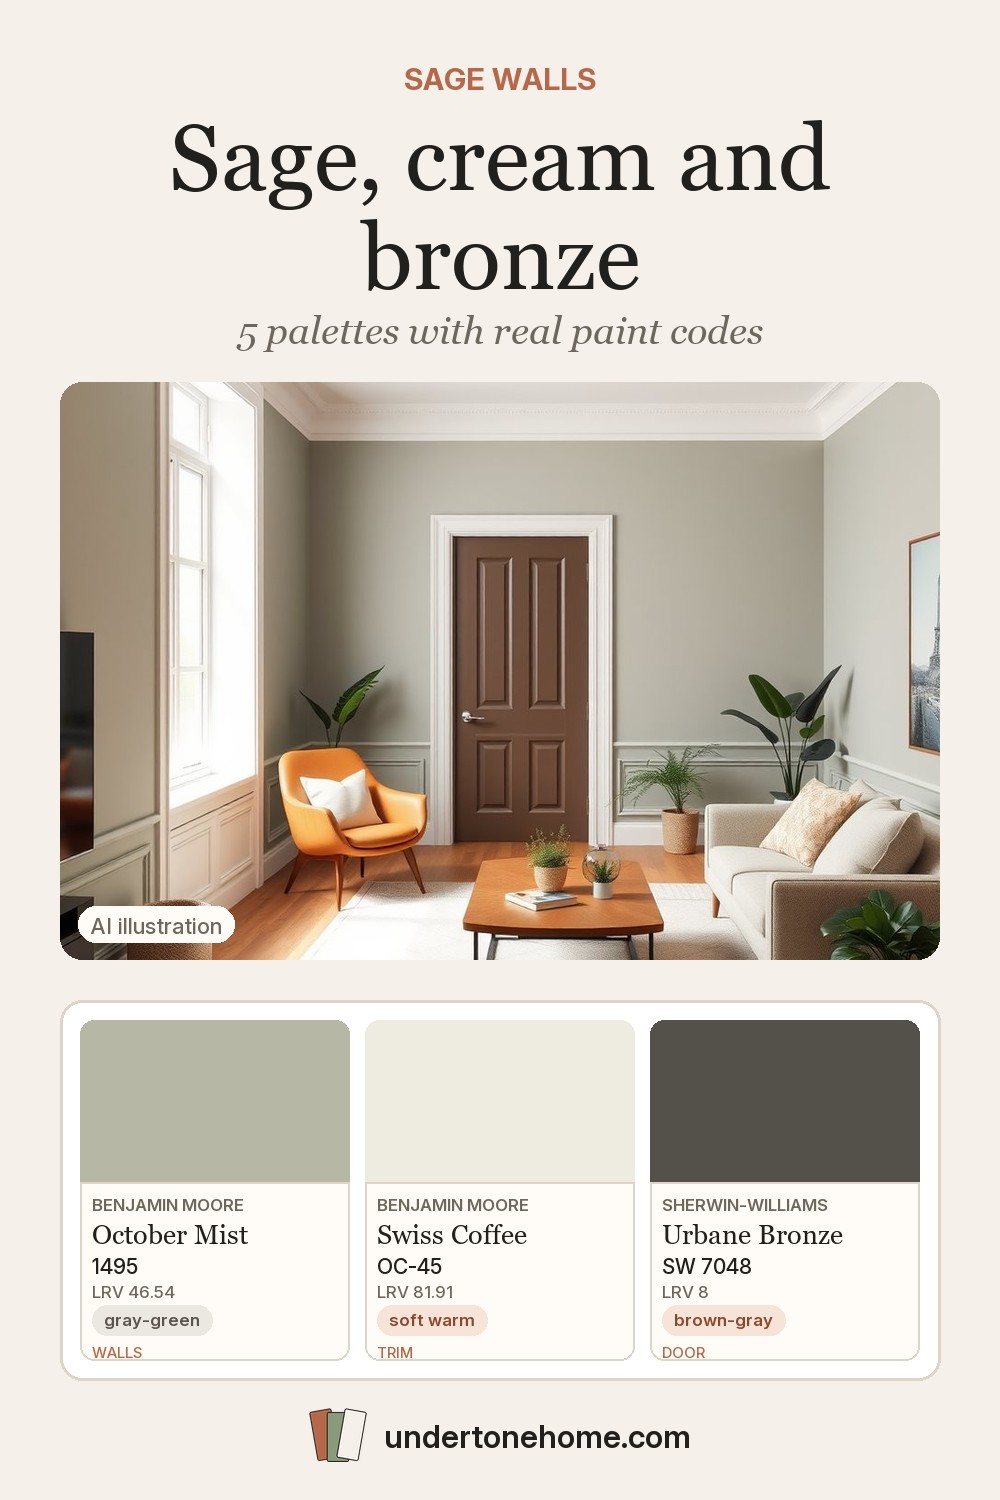 SAGE WALLS
Sage, cream and
bronze
5 palettes with real paint codes
AI illustration
BENJAMIN MOORE
October Mist
1495
LRV 46.54
gray-green
WALLS
BENJAMIN MOORE
Swiss Coffee
OC-45
LRV 81.91
soft warm
TRIM
SHERWIN-WILLIAMS
Urbane Bronze
SW 7048
LRV 8
brown-gray
DOOR
undertonehome.com